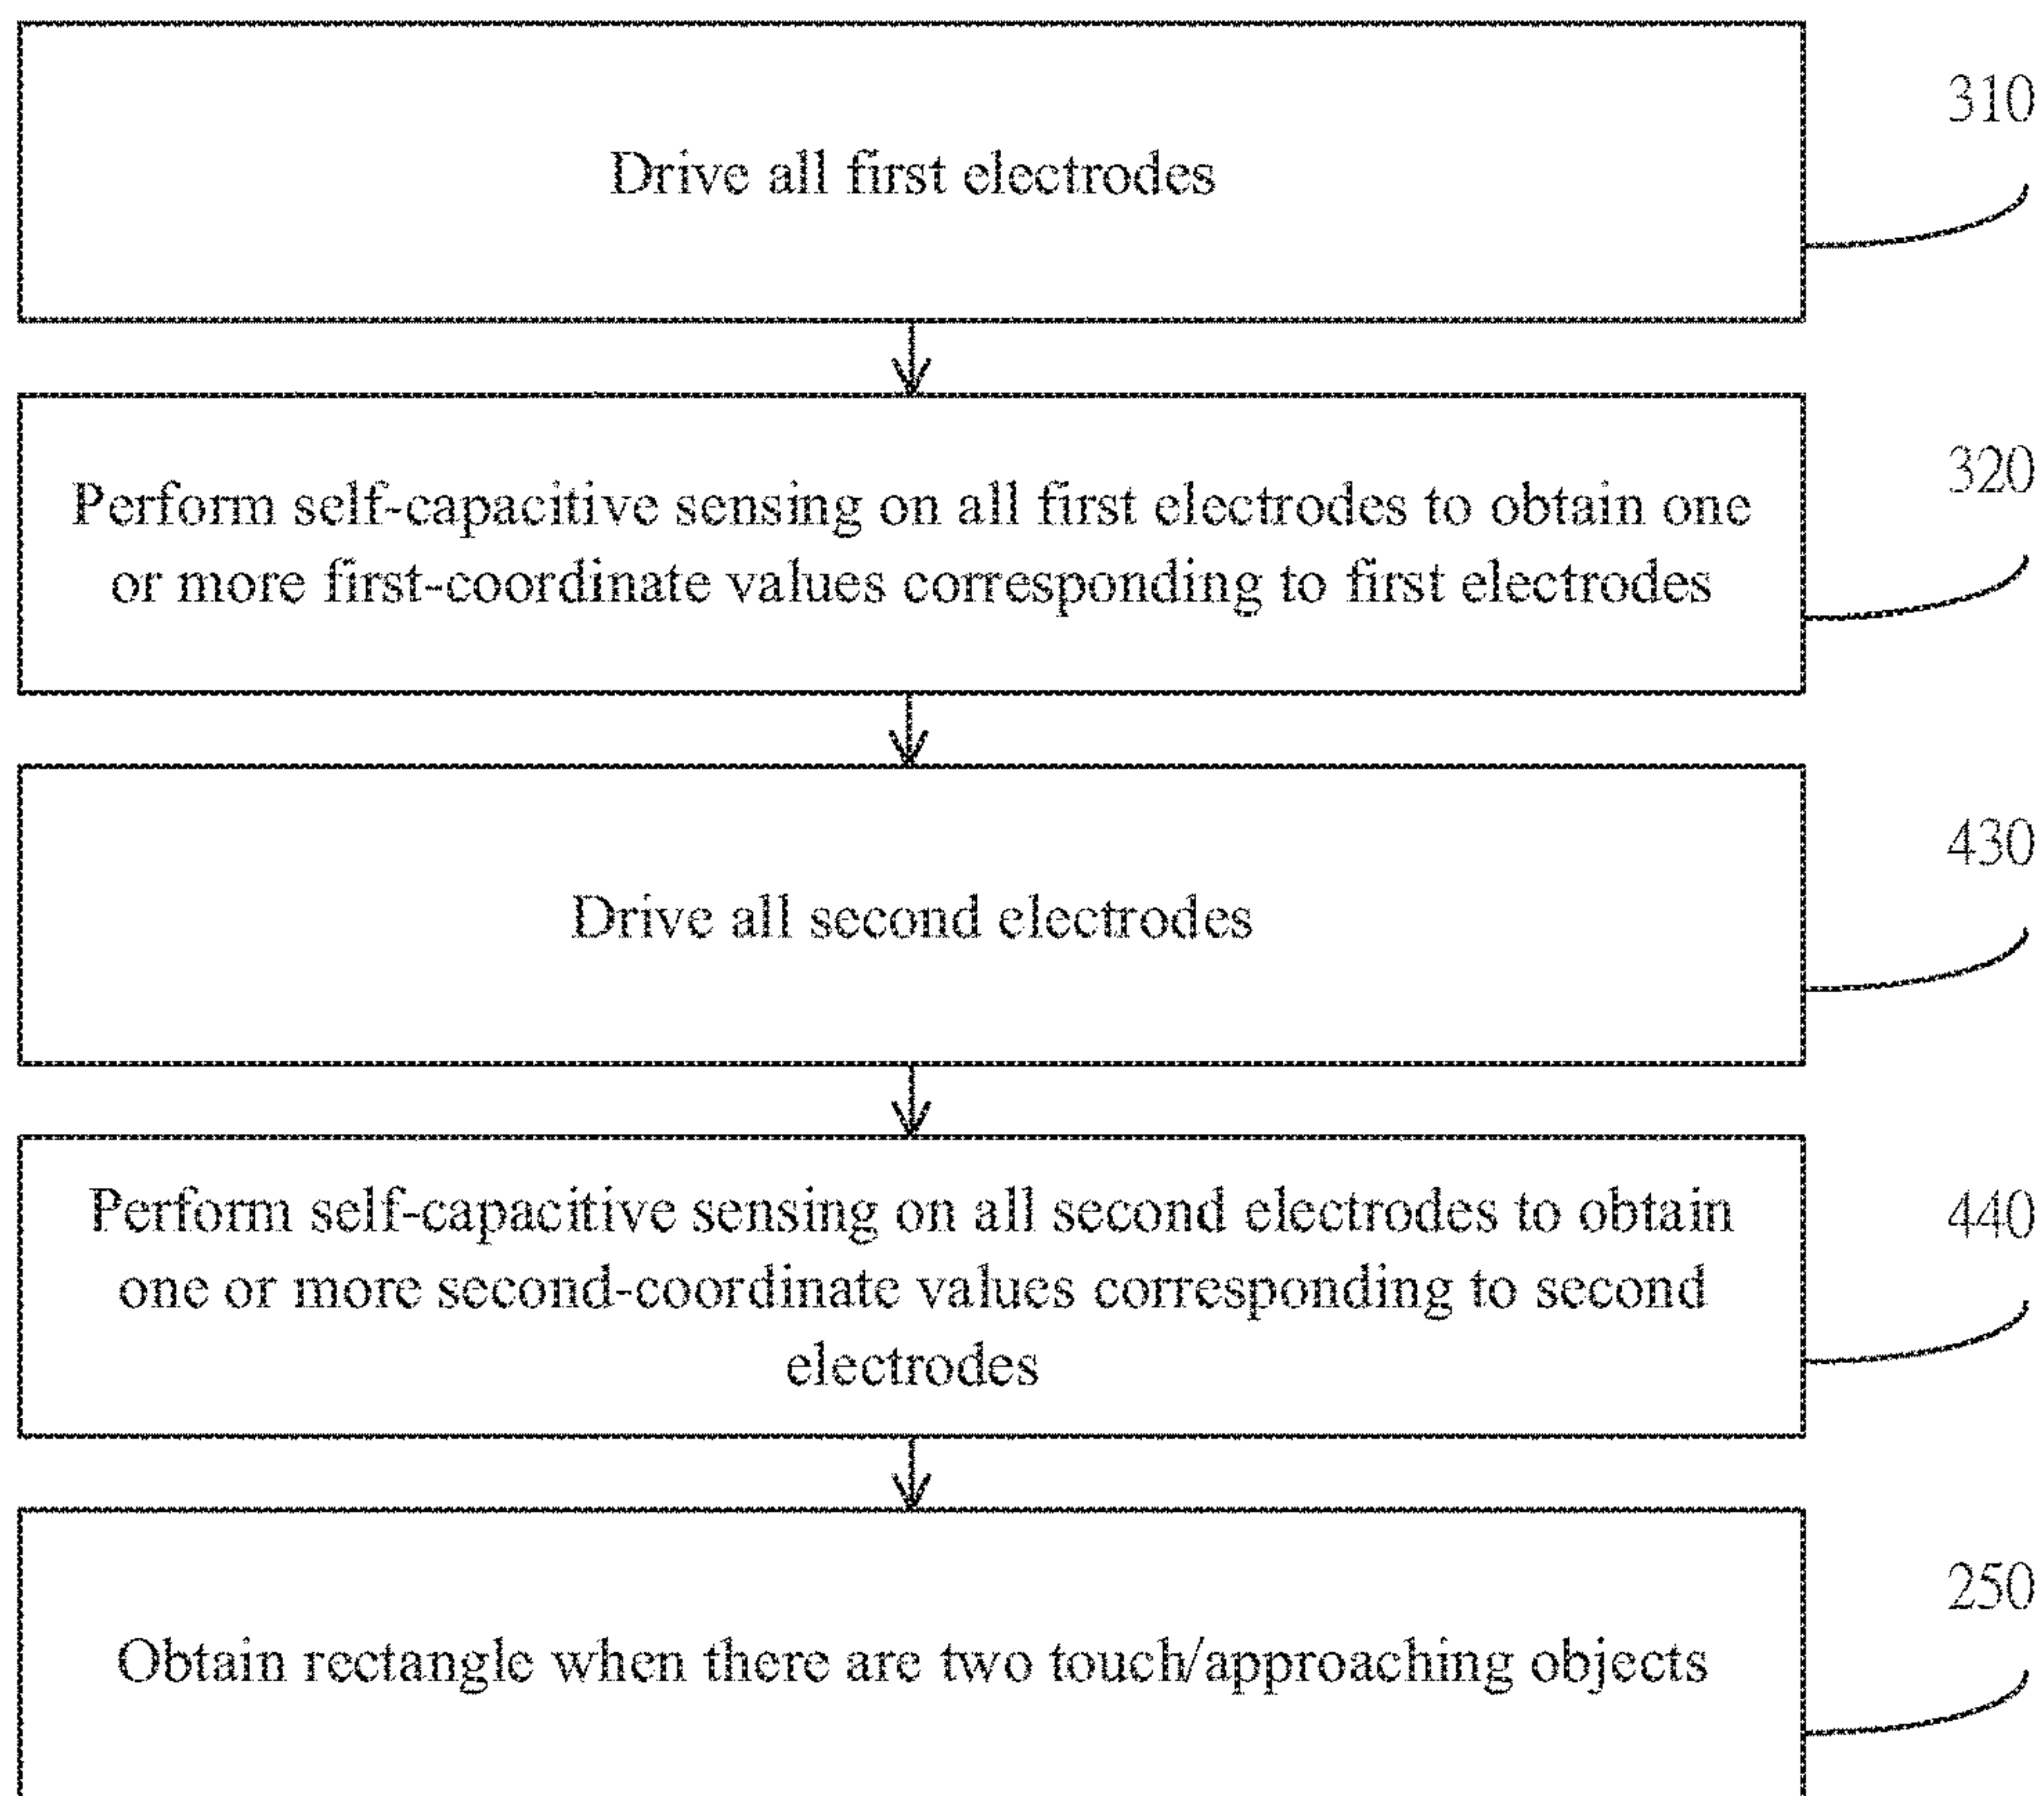 310
Drive all first electrodes
320
Perform self-capacitive sensing on all first electrodes to obtain one
or more first-coordinate values corresponding to first electrodes
430
Drive all second electrodes
440
Perform self-capacitive sensing on all second electrodes to obtain
one or more second-coordinate values corresponding to second
electrodes
250
Obtain rectangle when there are two touch/approaching objects